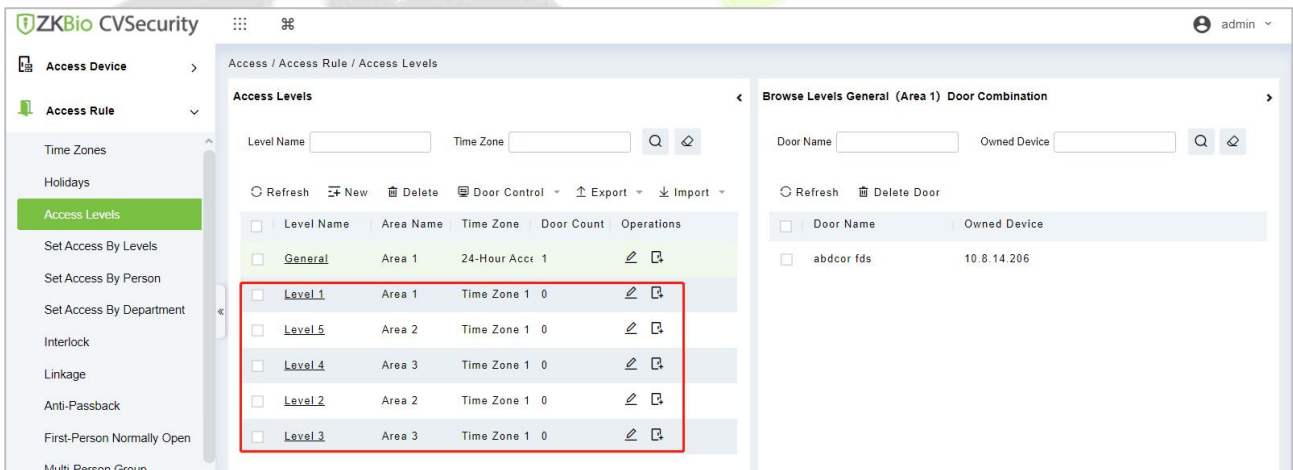 ZKBio CVSecurity
admin
Access Device
Access Rule
Time Zones
Holidays
Access Levels
Set Access By Levels
Set Access By Person
Set Access By Department
Interlock
Linkage
Anti-Passback
First-Person Normally Open
Multi-Person Group
Access / Access Rule / Access Levels
Access Levels
Level Name Time Zone
Refresh New Delete Door Control Export Import
Level Name Area Name Time Zone Door Count Operations
General Area 1 24-Hour Acce 1
Level 1 Area 1 Time Zone 1 0
Level 5 Area 2 Time Zone 1 0
Level 4 Area 3 Time Zone 1 0
Level 2 Area 2 Time Zone 1 0
Level 3 Area 3 Time Zone 1 0
Browse Levels General (Area 1) Door Combination
Door Name Owned Device
Refresh Delete Door
Door Name Owned Device
abdcor fds 10.8.14.206